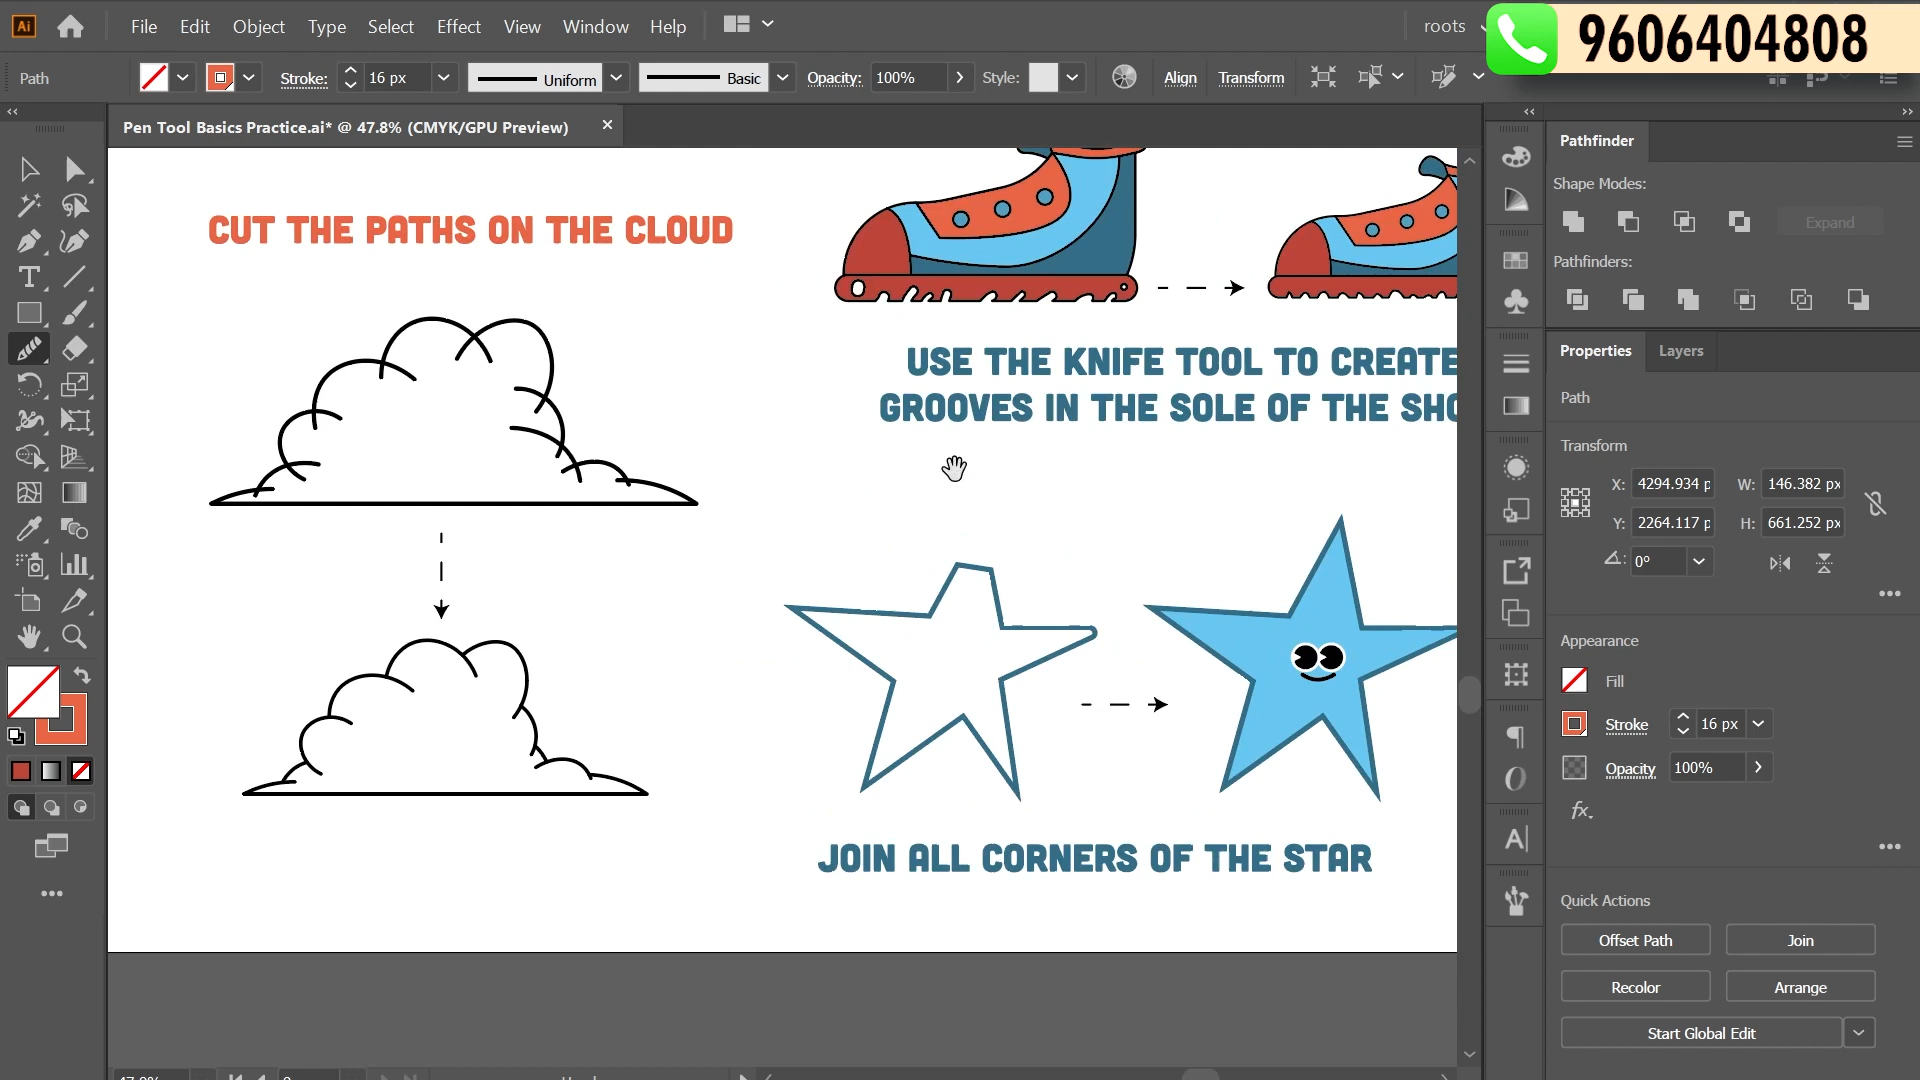 File Edit Object Type Select Effect View Window Help
roots
9606404808
Path
Stroke: 16 px Uniform Basic Opacity: 100% Style: Align Transform
Pen Tool Basics Practice.ai* @ 47.8% (CMYK/GPU Preview)
CUT THE PATHS ON THE CLOUD
USE THE KNIFE TOOL TO CREATE
GROOVES IN THE SOLE OF THE SHO
JOIN ALL CORNERS OF THE STAR
Pathfinder
Shape Modes:
Expand
Pathfinders:
Properties Layers
Path
Transform
X: 4294.934 p W: 146.382 px
Y: 2264.117 p H: 661.252 px
0°
Appearance
Fill
Stroke 16 px
Opacity 100%
fx.
Quick Actions
Offset Path Join
Recolor Arrange
Start Global Edit